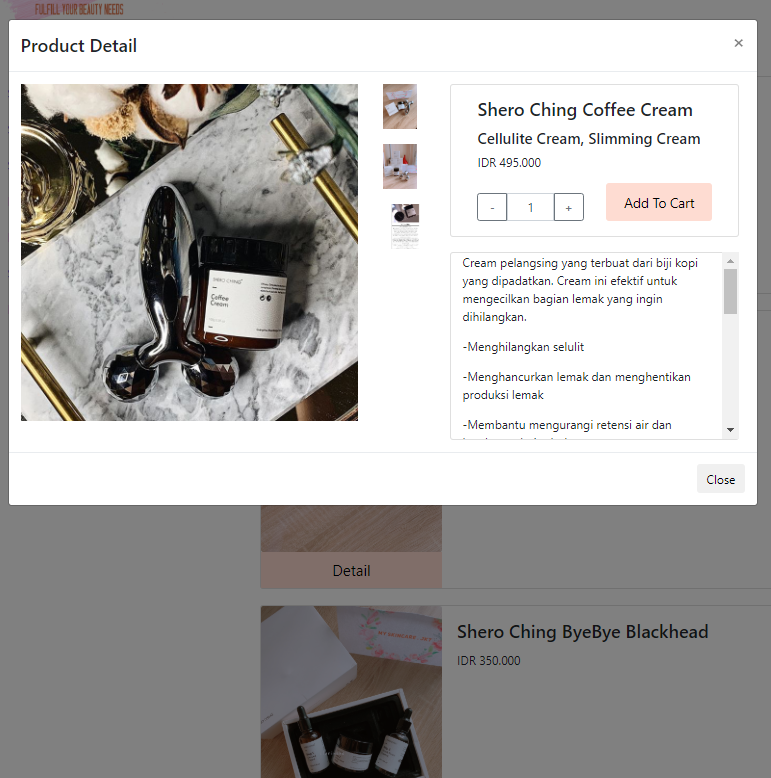 FULFILL YOUR BEAUTY NEEDS
Product Detail
×
SHERO CHING
Coffee
Cream
Shero Ching Coffee Cream
Cellulite Cream, Slimming Cream
IDR 495.000
- 1 +
Add To Cart
Cream pelangsing yang terbuat dari biji kopi
yang dipadatkan. Cream ini efektif untuk
mengecilkan bagian lemak yang ingin
dihilangkan.
-Menghilangkan selulit
-Menghancurkan lemak dan menghentikan
produksi lemak
-Membantu mengurangi retensi air dan
Close
Detail
Shero Ching ByeBye Blackhead
IDR 350.000